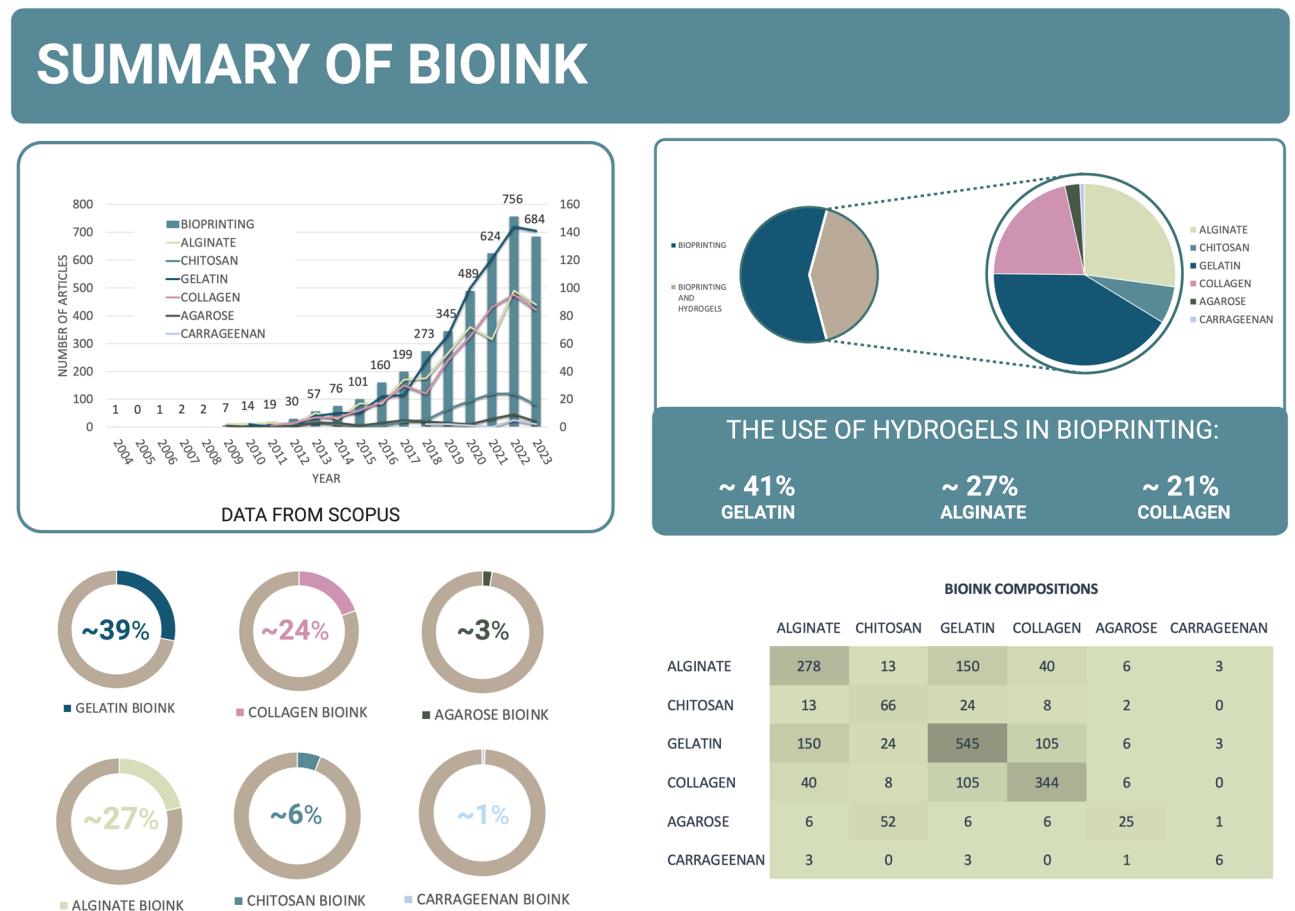 SUMMARY OF BIOINK
800
700
600
500
400
300
200
100
0
NUMBER OF ARTICLES
160
140
120
100
80
60
40
20
0
BIOPRINTING
ALGINATE
CHITOSAN
GELATIN
COLLAGEN
AGAROSE
CARRAGEENAN
1 0 1 2 2 7 14 19 30 57 76 101 160 199 273 345 489 624 756 684
2004 2005 2006 2007 2008 2009 2010 2011 2012 2013 2014 2015 2016 2017 2018 2019 2020 2021 2022 2023
YEAR
DATA FROM SCOPUS
BIOPRINTING
BIOPRINTING
AND
HYDROGELS
ALGINATE
CHITOSAN
GELATIN
COLLAGEN
AGAROSE
CARRAGEENAN
THE USE OF HYDROGELS IN BIOPRINTING:
~ 41% ~ 27% ~ 21%
GELATIN ALGINATE COLLAGEN
~39% ~24% ~3%
GELATIN BIOINK COLLAGEN BIOINK AGAROSE BIOINK
~27% ~6% ~1%
ALGINATE BIOINK CHITOSAN BIOINK CARRAGEENAN BIOINK
BIOINK COMPOSITIONS
ALGINATE CHITOSAN GELATIN COLLAGEN AGAROSE CARRAGEENAN
ALGINATE 278 13 150 40 6 3
CHITOSAN 13 66 24 8 2 0
GELATIN 150 24 545 105 6 3
COLLAGEN 40 8 105 344 6 0
AGAROSE 6 52 6 6 25 1
CARRAGEENAN 3 0 3 0 1 6